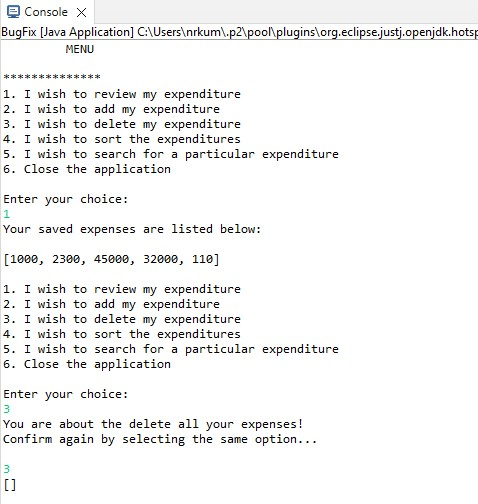 Console
BugFix [Java Application] C:\Users\nrkum\.p2\pool\plugins\org.eclipse.justj.openjdk.hotsp
MENU
**************
1. I wish to review my expenditure
2. I wish to add my expenditure
3. I wish to delete my expenditure
4. I wish to sort the expenditures
5. I wish to search for a particular expenditure
6. Close the application
Enter your choice:
1
Your saved expenses are listed below:
[1000, 2300, 45000, 32000, 110]
1. I wish to review my expenditure
2. I wish to add my expenditure
3. I wish to delete my expenditure
4. I wish to sort the expenditures
5. I wish to search for a particular expenditure
6. Close the application
Enter your choice:
3
You are about the delete all your expenses!
Confirm again by selecting the same option...
3
[]